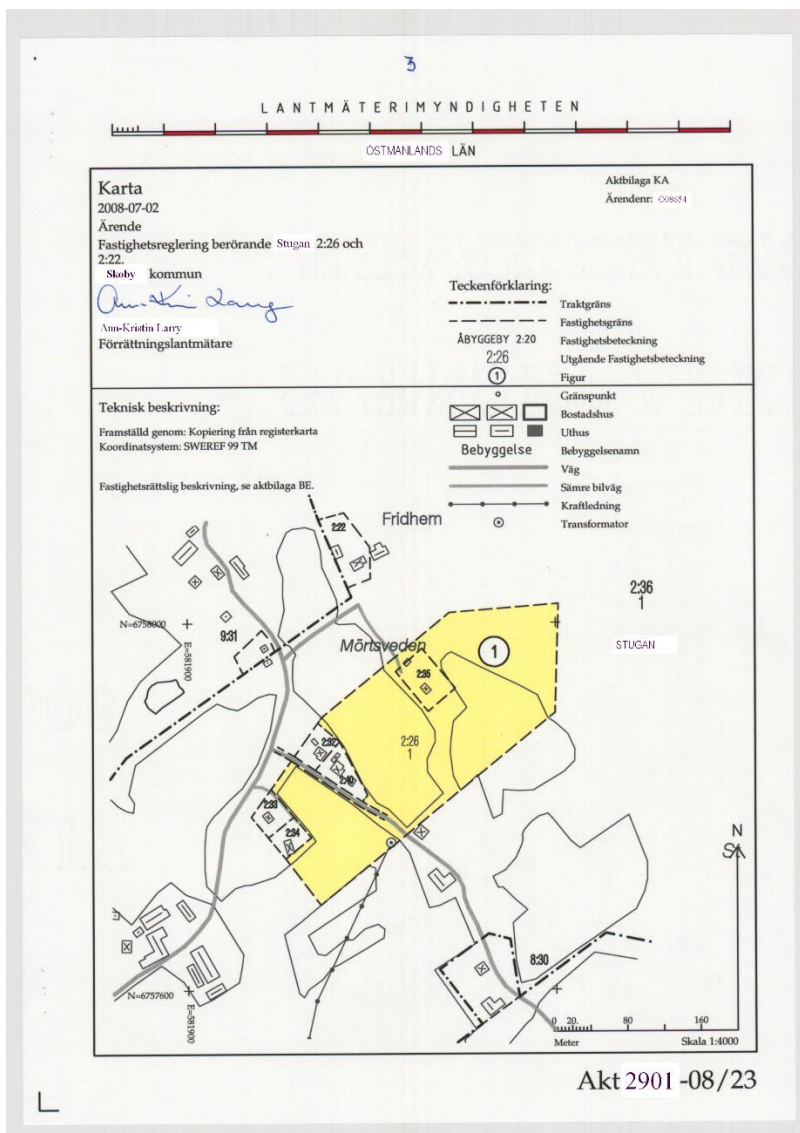 3
LANTMÄTERIMYNDIGHETEN
ÖSTMANLANDS LÄN
Karta
2008-07-02
Ärende
Fastighetsreglering berörande Stugan 2:26 och
2:22.
Skoby kommun
Ann-Kristin Larry
Förrättningslantmätare
Aktbilaga KA
Ärendenr: O08654
Teckenförklaring:
Traktgräns
Fastighetsgräns
ÅBYGGEBY 2:20 Fastighetsbeteckning
2:26 Utgående Fastighetsbeteckning
1 Figur
Gränspunkt
Bostadshus
Uthus
Bebyggelse Bebyggelsenamn
Väg
Sämre bilväg
Kraftledning
Transformator
Teknisk beskrivning:
Framställd genom: Kopiering från registerkarta
Koordinatsystem: SWEREF 99 TM
Fastighetsrättslig beskrivning, se aktbilaga BE.
2:22
Fridhem
2:36
1
STUGAN
N=6758000
E=581900
9:31
Mörtsveden
1
2:35
2:26
1
2:37
2:40
2:33
2:34
N
8:30
N=6757600
E=581900
0 20. 80 160
Meter Skala 1:4000
Akt 2901-08/23